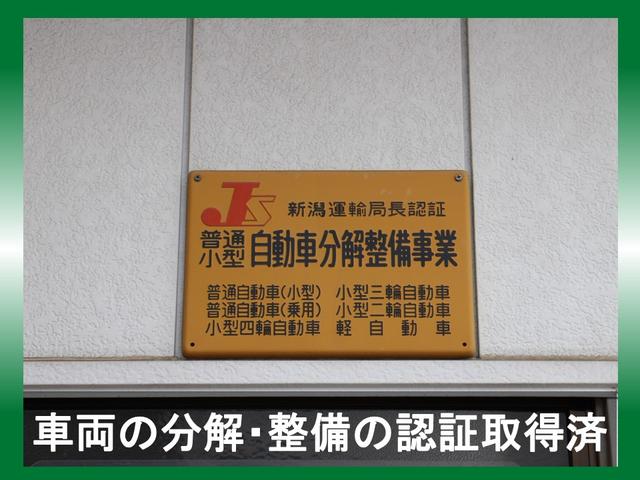 JS 新潟運輸局長認証
普通
小型 自動車分解整備事業
普通自動車(小型) 小型三輪自動車
普通自動車(乗用) 小型二輪自動車
小型四輪自動車 軽自動車
車両の分解・整備の認証取得済